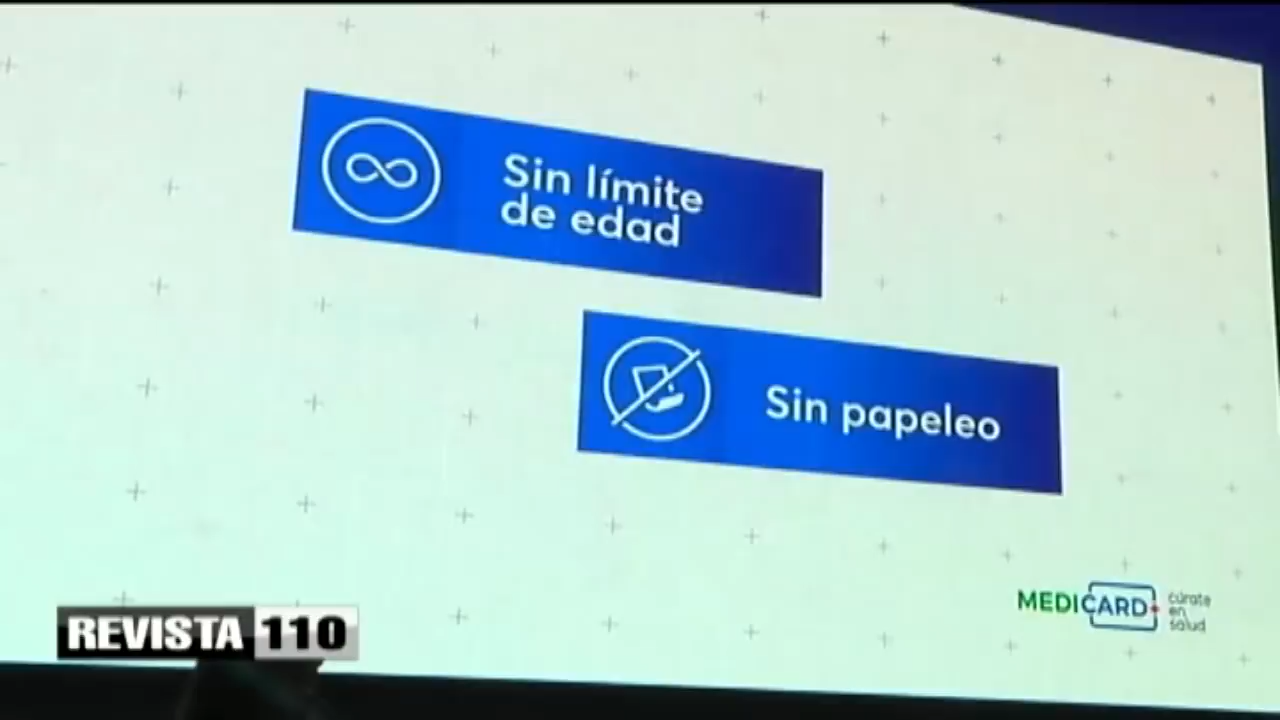 Sin límite
de edad
Sin papeleo
MEDICARD
cúrate
en
salud
REVISTA 110